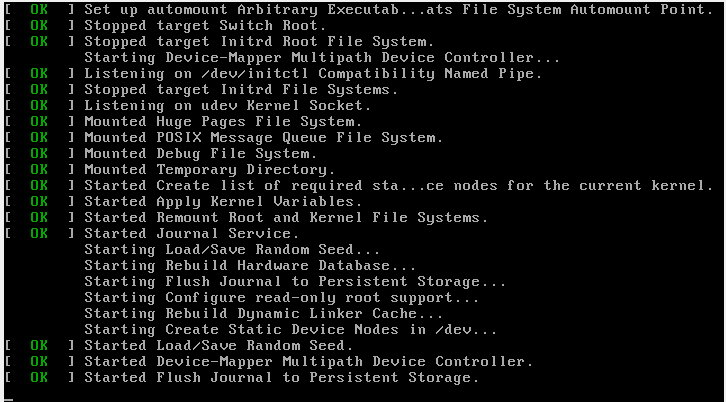 [  OK  ] Set up automount Arbitrary Executab...ats File System Automount Point.
[  OK  ] Stopped target Switch Root.
[  OK  ] Stopped target Initrd Root File System.
Starting Device-Mapper Multipath Device Controller...
[  OK  ] Listening on /dev/initctl Compatibility Named Pipe.
[  OK  ] Stopped target Initrd File Systems.
[  OK  ] Listening on udev Kernel Socket.
[  OK  ] Mounted Huge Pages File System.
[  OK  ] Mounted POSIX Message Queue File System.
[  OK  ] Mounted Debug File System.
[  OK  ] Mounted Temporary Directory.
[  OK  ] Started Create list of required sta...ce nodes for the current kernel.
[  OK  ] Started Apply Kernel Variables.
[  OK  ] Started Remount Root and Kernel File Systems.
[  OK  ] Started Journal Service.
Starting Load/Save Random Seed...
Starting Rebuild Hardware Database...
Starting Flush Journal to Persistent Storage...
Starting Configure read-only root support...
Starting Rebuild Dynamic Linker Cache...
Starting Create Static Device Nodes in /dev...
[  OK  ] Started Load/Save Random Seed.
[  OK  ] Started Device-Mapper Multipath Device Controller.
[  OK  ] Started Flush Journal to Persistent Storage.